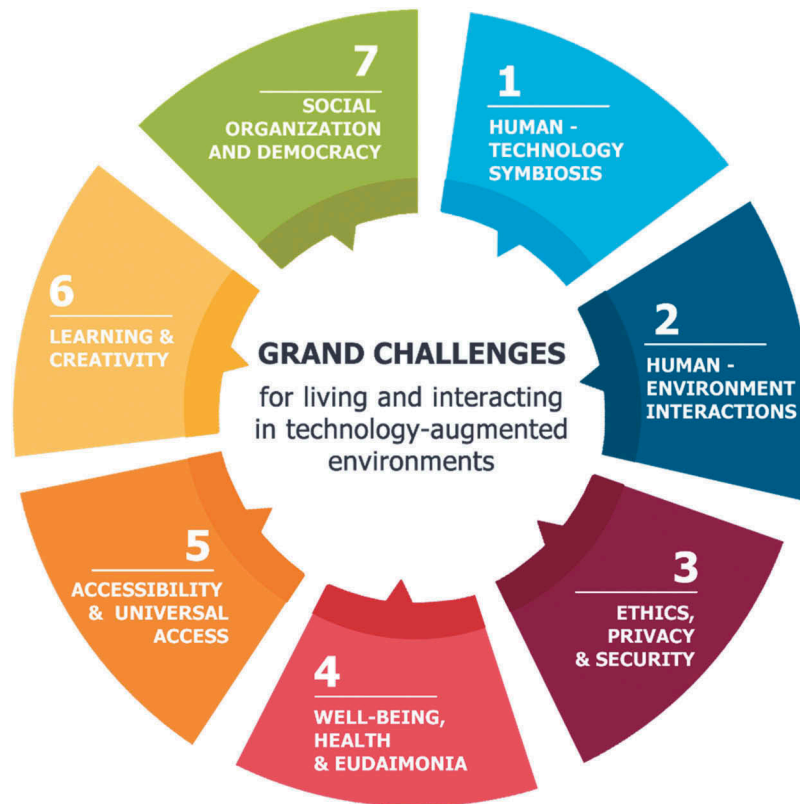 GRAND CHALLENGES
for living and interacting
in technology-augmented
environments
1
HUMAN -
TECHNOLOGY
SYMBIOSIS
2
HUMAN -
ENVIRONMENT
INTERACTIONS
3
ETHICS,
PRIVACY
& SECURITY
4
WELL-BEING,
HEALTH
& EUDAIMONIA
5
ACCESSIBILITY
& UNIVERSAL
ACCESS
6
LEARNING &
CREATIVITY
7
SOCIAL
ORGANIZATION
AND DEMOCRACY